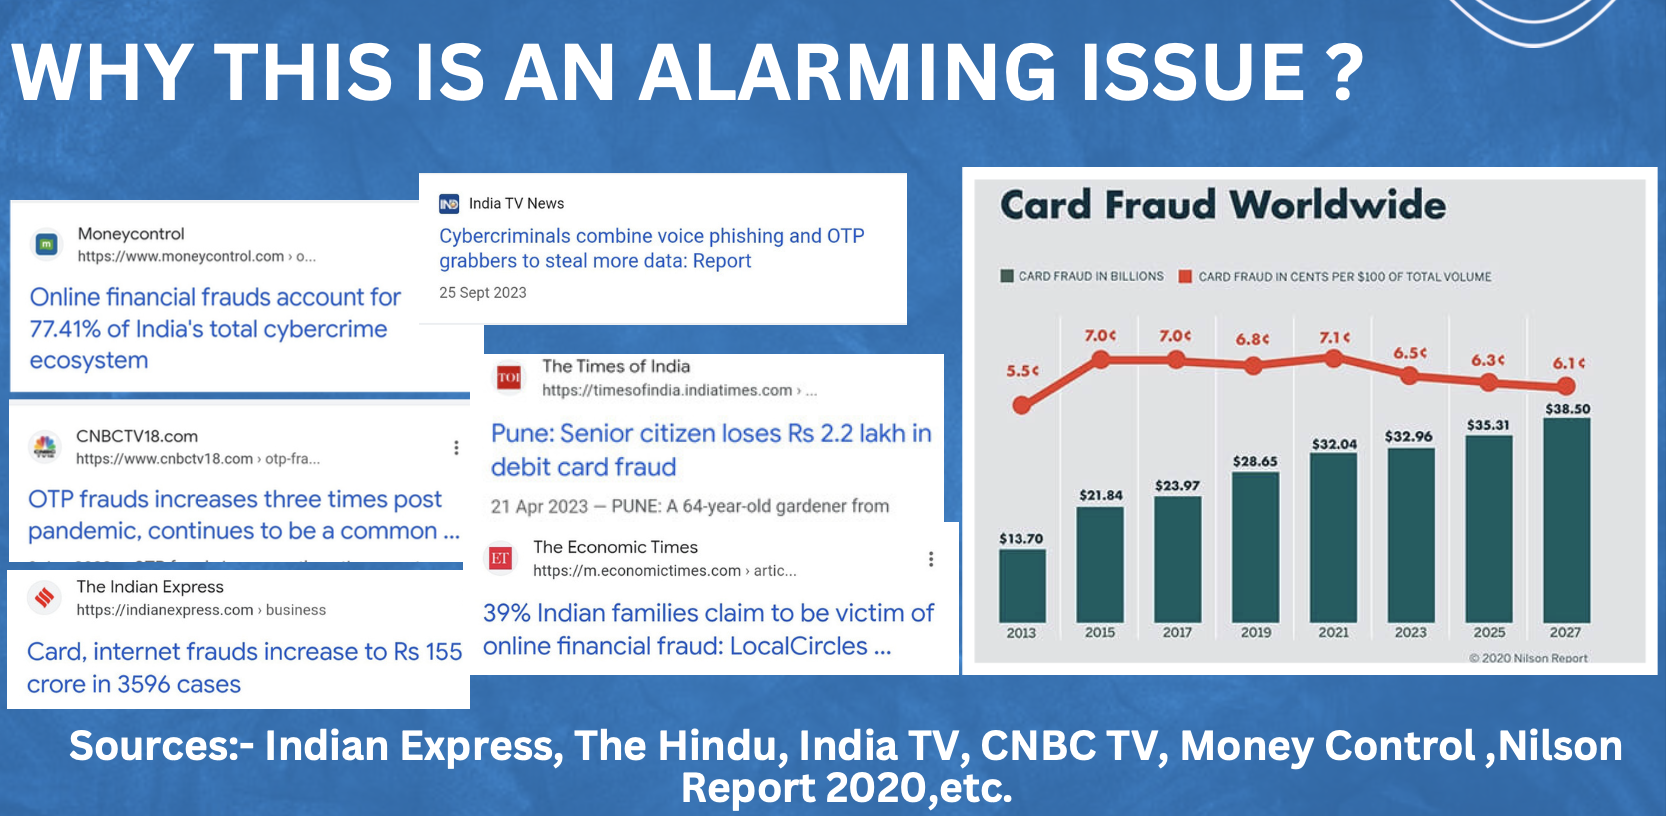 WHY THIS IS AN ALARMING ISSUE ?
Moneycontrol
https://www.moneycontrol.com › o...
Online financial frauds account for
77.41% of India's total cybercrime
ecosystem
India TV News
Cybercriminals combine voice phishing and OTP
grabbers to steal more data: Report
25 Sept 2023
CNBCTV18.com
https://www.cnbctv18.com › otp-fra...
OTP frauds increases three times post
pandemic, continues to be a common ...
TOI
The Times of India
https://timesofindia.indiatimes.com › ...
Pune: Senior citizen loses Rs 2.2 lakh in
debit card fraud
21 Apr 2023 — PUNE: A 64-year-old gardener from
The Indian Express
https://indianexpress.com › business
Card, internet frauds increase to Rs 155
crore in 3596 cases
ET
The Economic Times
https://m.economictimes.com › artic...
39% Indian families claim to be victim of
online financial fraud: LocalCircles ...
Card Fraud Worldwide
CARD FRAUD IN BILLIONS CARD FRAUD IN CENTS PER $100 OF TOTAL VOLUME
5.5¢ 7.0¢ 7.0¢ 6.8¢ 7.1¢ 6.5¢ 6.3¢ 6.1¢
$13.70 $21.84 $23.97 $28.65 $32.04 $32.96 $35.31 $38.50
2013 2015 2017 2019 2021 2023 2025 2027
© 2020 Nilson Report
Sources:- Indian Express, The Hindu, India TV, CNBC TV, Money Control ,Nilson
Report 2020,etc.